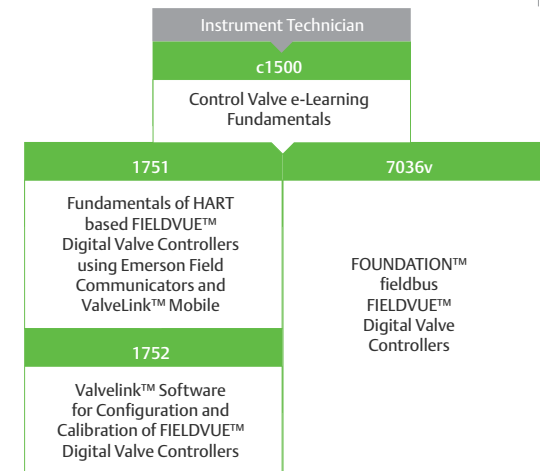 Instrument Technician
c1500
Control Valve e-Learning
Fundamentals
1751
Fundamentals of HART
based FIELDVUE™
Digital Valve Controllers
using Emerson Field
Communicators and
ValveLink™ Mobile
1752
Valvelink™ Software
for Configuration and
Calibration of FIELDVUE™
Digital Valve Controllers
7036v
FOUNDATION™
fieldbus
FIELDVUE™
Digital Valve
Controllers